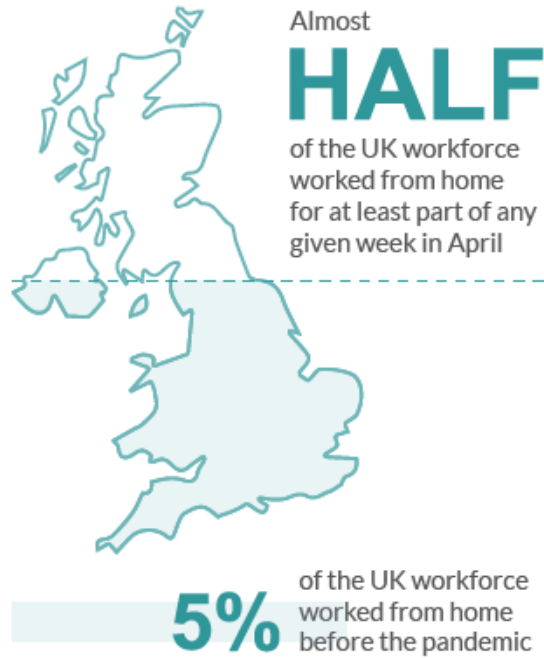 Almost
HALF
of the UK workforce
worked from home
for at least part of any
given week in April
5%
of the UK workforce
worked from home
before the pandemic